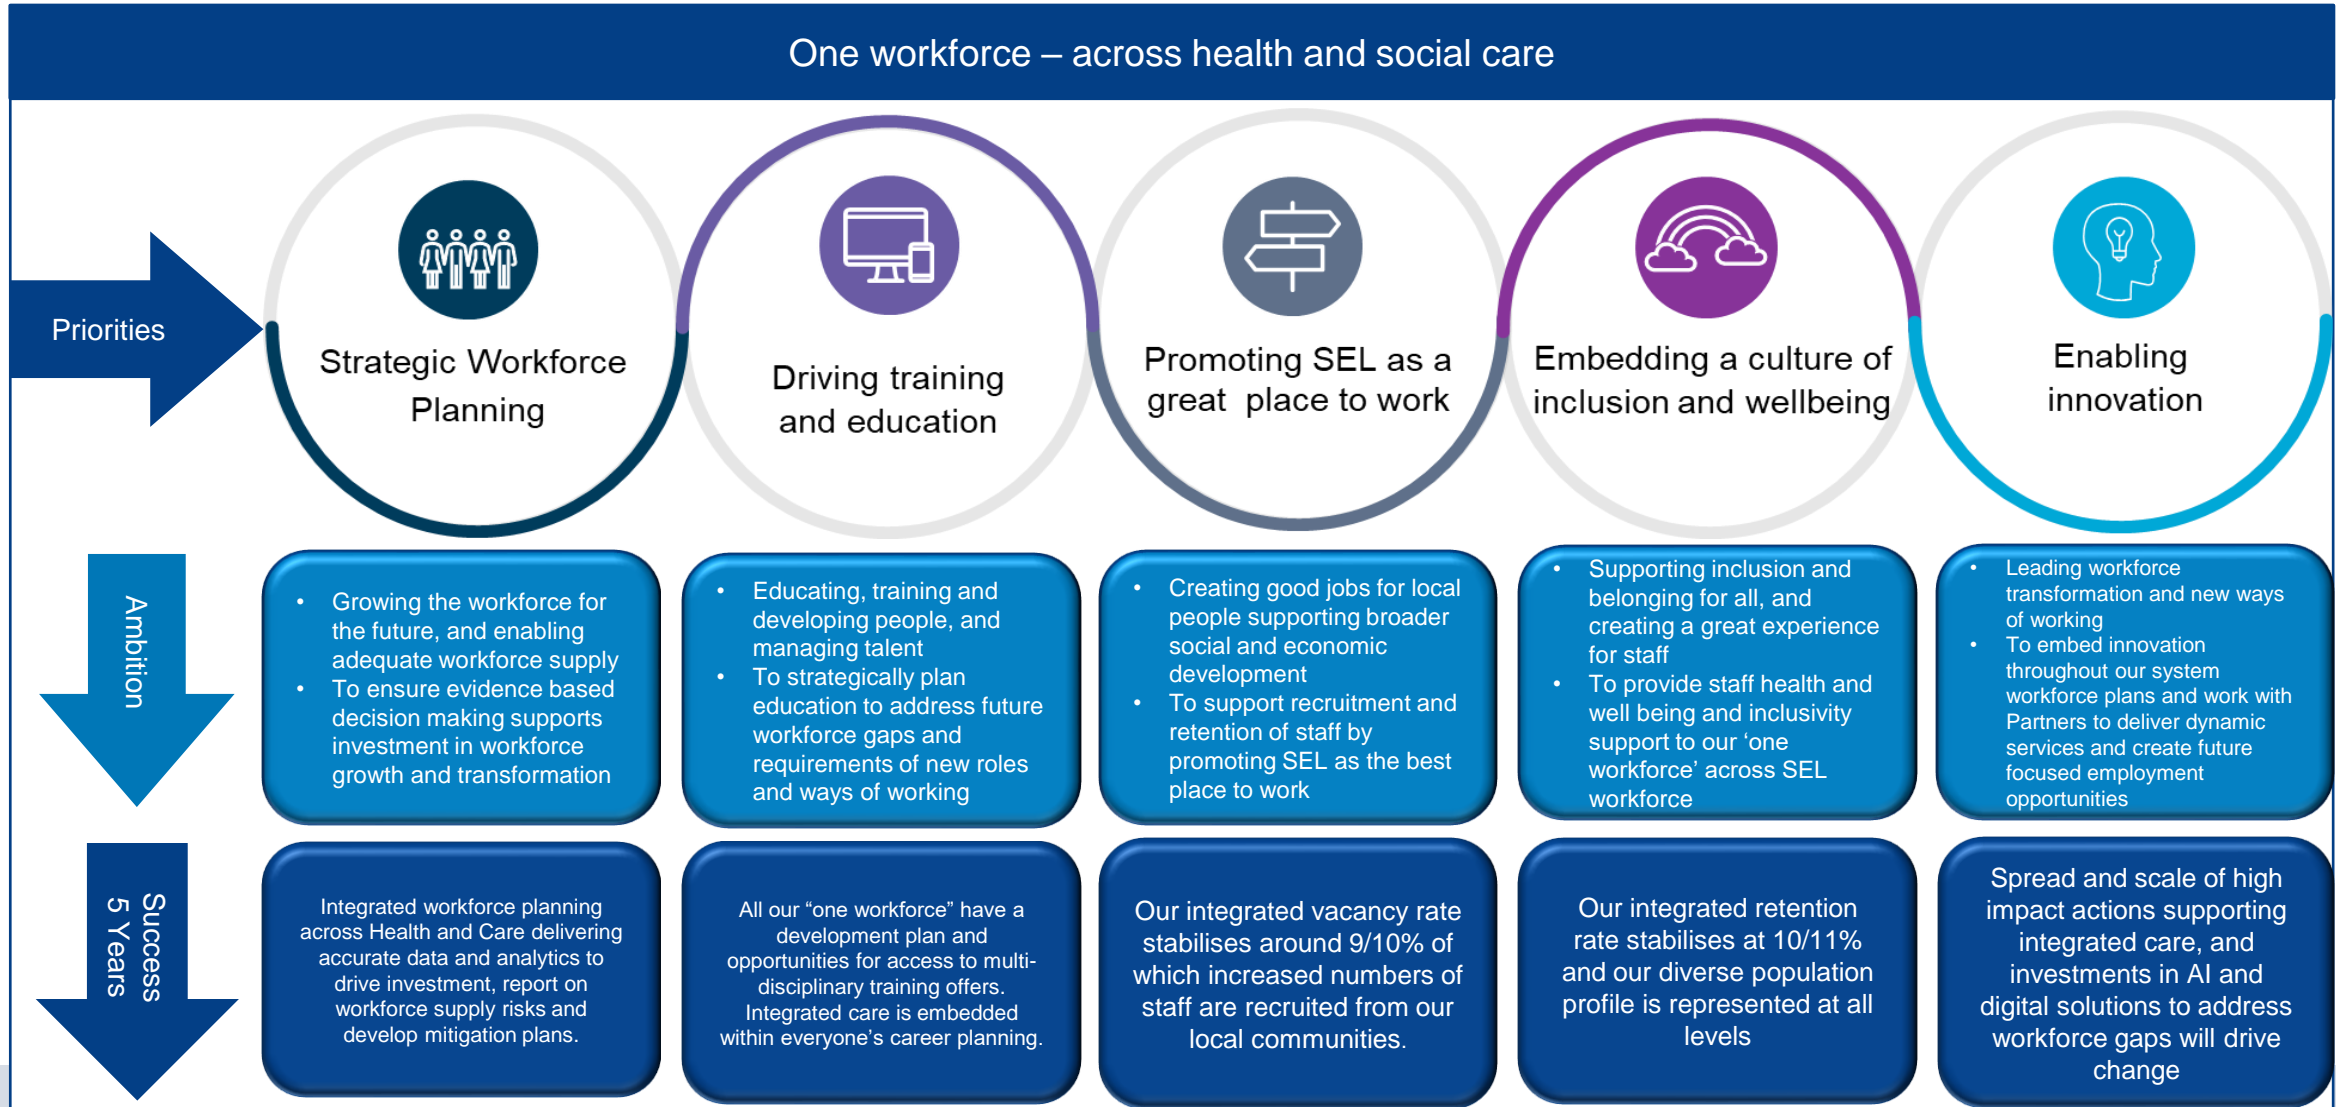 One workforce – across health and social care
Priorities
Strategic Workforce
Planning
Driving training
and education
Promoting SEL as a
great  place to work
Embedding a culture of
inclusion and wellbeing
Enabling
innovation
Ambition
• Growing the workforce for
the future, and enabling
adequate workforce supply
• To ensure evidence based
decision making supports
investment in workforce
growth and transformation
• Educating, training and
developing people, and
managing talent
• To strategically plan
education to address future
workforce gaps and
requirements of new roles
and ways of working
• Creating good jobs for local
people supporting broader
social and economic
development
• To support recruitment and
retention of staff by
promoting SEL as the best
place to work
• Supporting inclusion and
belonging for all, and
creating a great experience
for staff
• To provide staff health and
well being and inclusivity
support to our ‘one
workforce’ across SEL
workforce
• Leading workforce
transformation and new ways
of working
• To embed innovation
throughout our system
workforce plans and work with
Partners to deliver dynamic
services and create future
focused employment
opportunities
Success
5 Years
Integrated workforce planning
across Health and Care delivering
accurate data and analytics to
drive investment, report on
workforce supply risks and
develop mitigation plans.
All our “one workforce” have a
development plan and
opportunities for access to multi-
disciplinary training offers.
Integrated care is embedded
within everyone’s career planning.
Our integrated vacancy rate
stabilises around 9/10% of
which increased numbers of
staff are recruited from our
local communities.
Our integrated retention
rate stabilises at 10/11%
and our diverse population
profile is represented at all
levels
Spread and scale of high
impact actions supporting
integrated care, and
investments in AI and
digital solutions to address
workforce gaps will drive
change